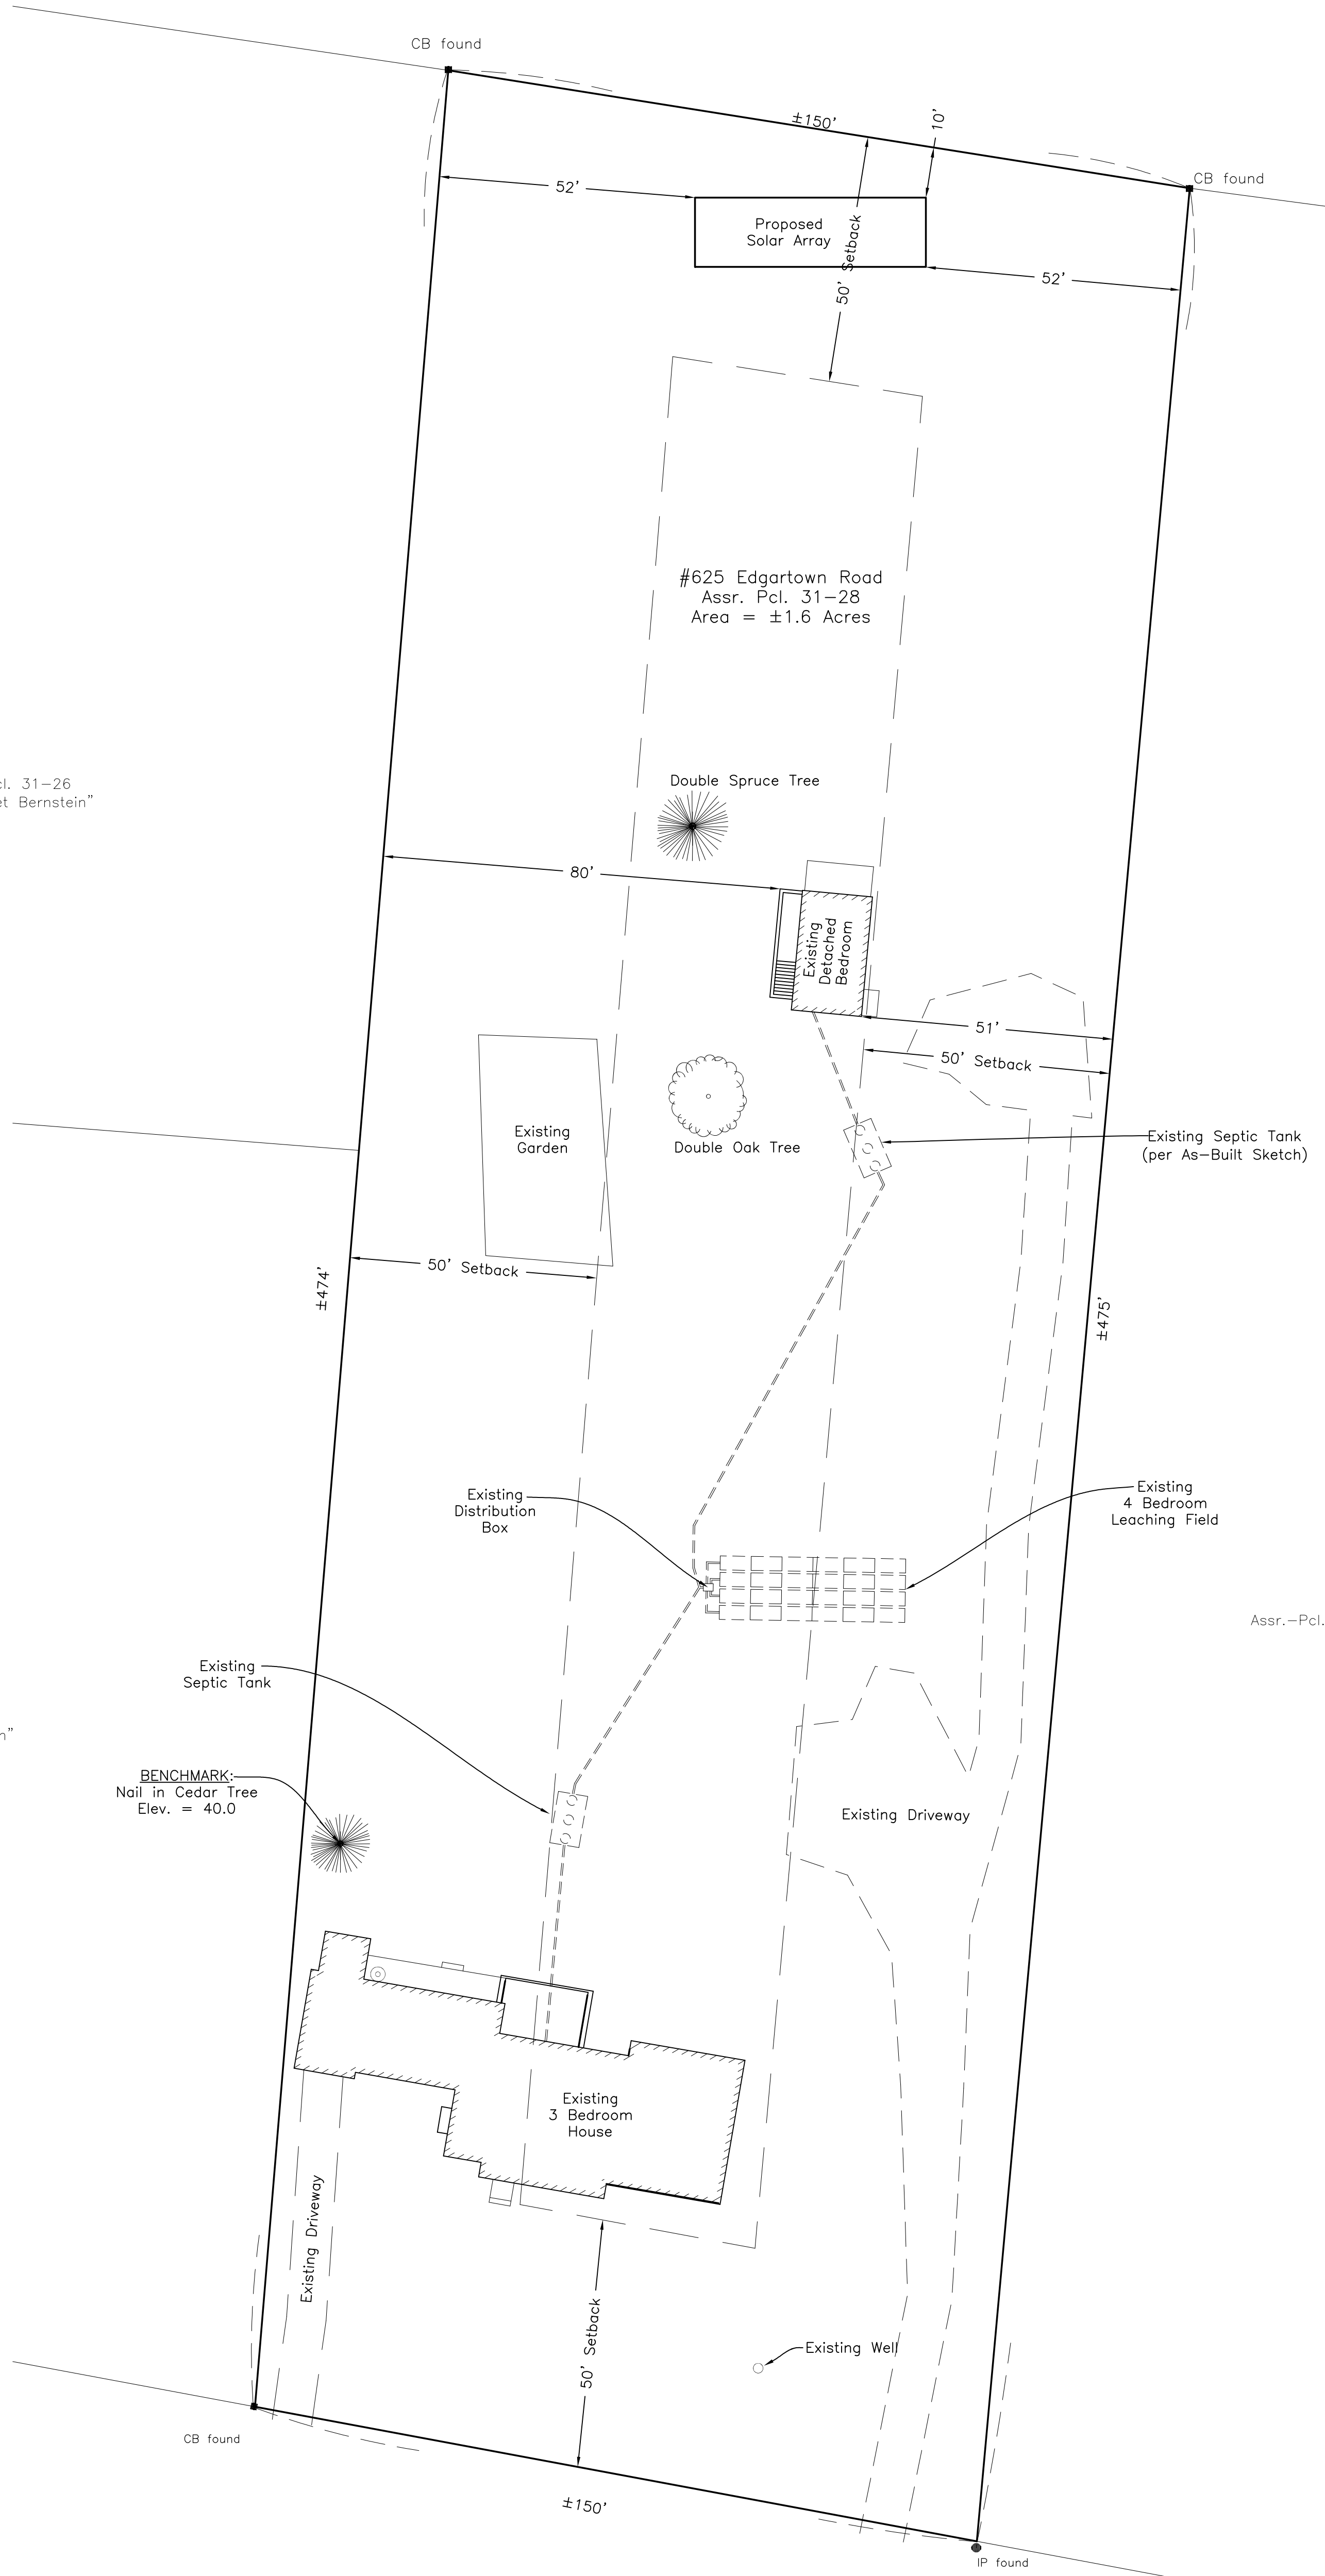 CB found
±150'
10'
CB found
52'
Proposed
Solar Array
50' Setback
52'
#625 Edgartown Road
Assr. Pcl. 31-28
Area = ±1.6 Acres
31-26
Bernstein"
Double Spruce Tree
80'
Existing
Detached
Bedroom
51'
50' Setback
Existing
Garden
Double Oak Tree
Existing Septic Tank
(per As-Built Sketch)
50' Setback
±474'
±475'
Existing
Distribution
Box
Existing
4 Bedroom
Leaching Field
Assr.-Pcl.
Existing
Septic Tank
BENCHMARK:
Nail in Cedar Tree
Elev. = 40.0
Existing Driveway
Existing
3 Bedroom
House
Existing Driveway
50' Setback
Existing Well
CB found
±150'
IP found